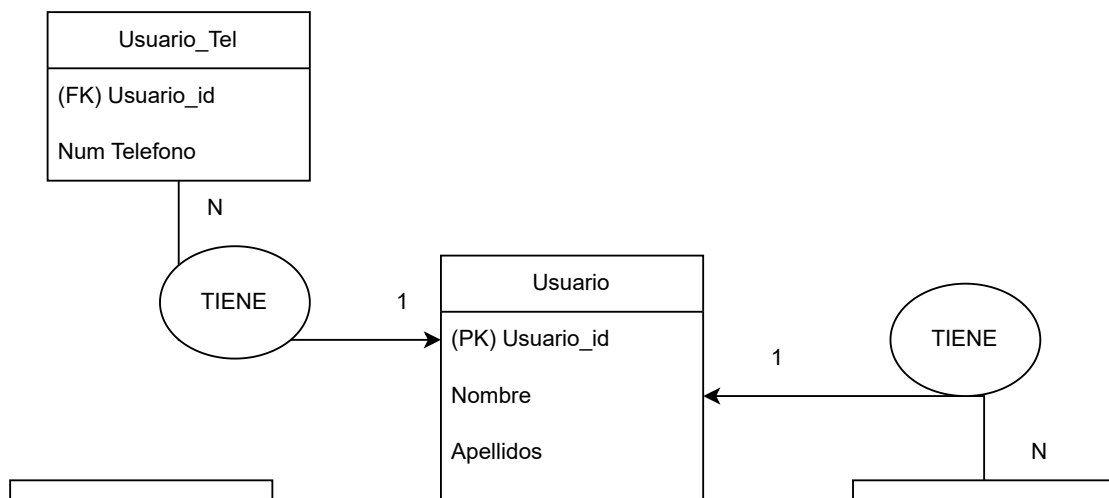 Usuario_Tel
(FK) Usuario_id
Num Telefono
N
TIENE
1
Usuario
(PK) Usuario_id
Nombre
Apellidos
1
TIENE
N